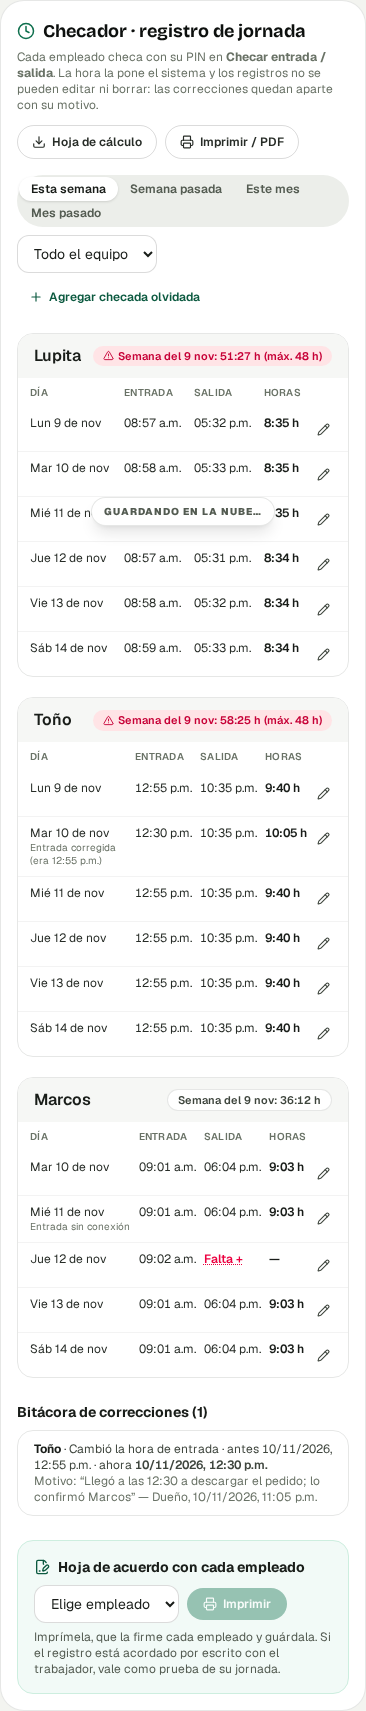 Checador · registro de jornada
Cada empleado checa con su PIN en Checar entrada /
salida. La hora la pone el sistema y los registros no se
pueden editar ni borrar: las correcciones quedan aparte
con su motivo.
Hoja de cálculo Imprimir / PDF
Esta semana Semana pasada Este mes
Mes pasado
Todo el equipo
+ Agregar checada olvidada
Lupita Semana del 9 nov: 51:27 h (máx. 48 h)
DÍA ENTRADA SALIDA HORAS
Lun 9 de nov 08:57 a.m. 05:32 p.m. 8:35 h
Mar 10 de nov 08:58 a.m. 05:33 p.m. 8:35 h
Mié 11 de n GUARDANDO EN LA NUBE… 35 h
Jue 12 de nov 08:57 a.m. 05:31 p.m. 8:34 h
Vie 13 de nov 08:58 a.m. 05:32 p.m. 8:34 h
Sáb 14 de nov 08:59 a.m. 05:33 p.m. 8:34 h
Toño Semana del 9 nov: 58:25 h (máx. 48 h)
DÍA ENTRADA SALIDA HORAS
Lun 9 de nov 12:55 p.m. 10:35 p.m. 9:40 h
Mar 10 de nov 12:30 p.m. 10:35 p.m. 10:05 h
Entrada corregida
(era 12:55 p.m.)
Mié 11 de nov 12:55 p.m. 10:35 p.m. 9:40 h
Jue 12 de nov 12:55 p.m. 10:35 p.m. 9:40 h
Vie 13 de nov 12:55 p.m. 10:35 p.m. 9:40 h
Sáb 14 de nov 12:55 p.m. 10:35 p.m. 9:40 h
Marcos Semana del 9 nov: 36:12 h
DÍA ENTRADA SALIDA HORAS
Mar 10 de nov 09:01 a.m. 06:04 p.m. 9:03 h
Mié 11 de nov 09:01 a.m. 06:04 p.m. 9:03 h
Entrada sin conexión
Jue 12 de nov 09:02 a.m. Falta + —
Vie 13 de nov 09:01 a.m. 06:04 p.m. 9:03 h
Sáb 14 de nov 09:01 a.m. 06:04 p.m. 9:03 h
Bitácora de correcciones (1)
Toño · Cambió la hora de entrada · antes 10/11/2026,
12:55 p.m. · ahora 10/11/2026, 12:30 p.m.
Motivo: “Llegó a las 12:30 a descargar el pedido; lo
confirmó Marcos” — Dueño, 10/11/2026, 11:05 p.m.
Hoja de acuerdo con cada empleado
Elige empleado Imprimir
Imprímela, que la firme cada empleado y guárdala. Si
el registro está acordado por escrito con el
trabajador, vale como prueba de su jornada.